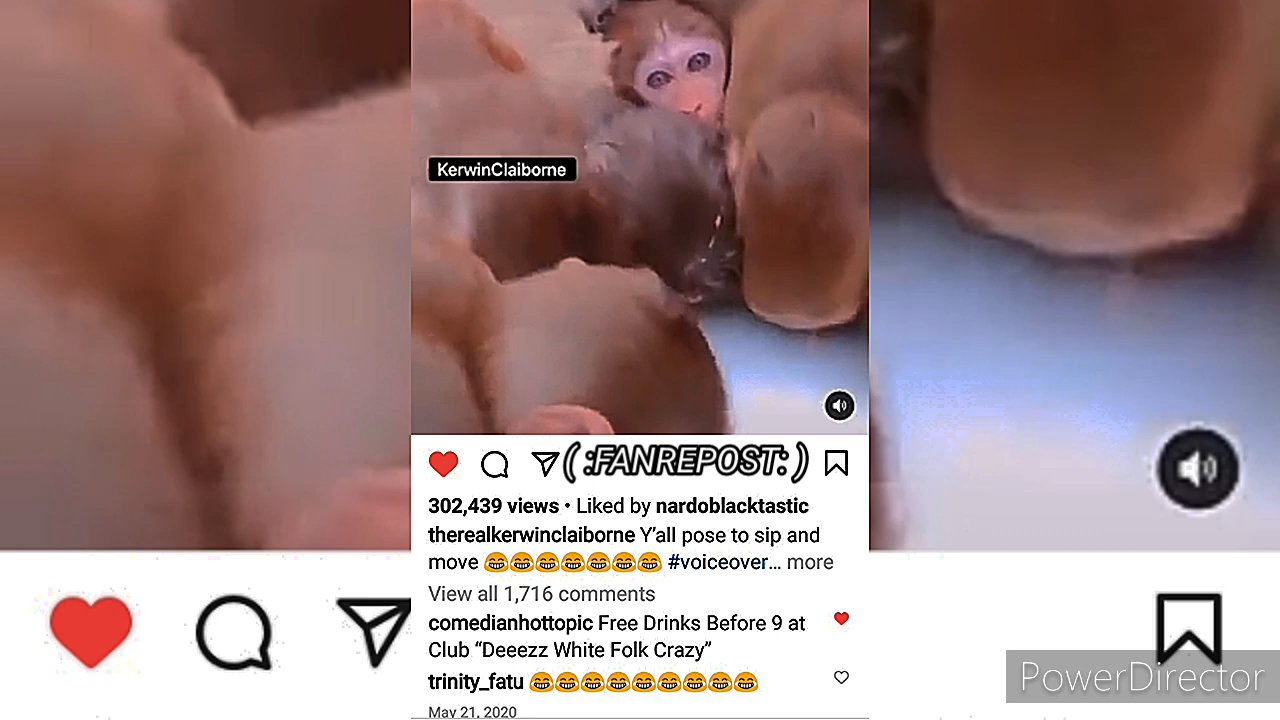 KerwinClaiborne
( :FANREPOST: )
302,439 views • Liked by nardoblacktastic
therealkerwinclaiborne Y'all pose to sip and
move 😂😂😂😂😂😂😂 #voiceover... more
View all 1,716 comments
comedianhottopic Free Drinks Before 9 at
Club “Deeezz White Folk Crazy”
trinity_fatu 😂😂😂😂😂😂😂😂😂
May 21, 2020
PowerDirector